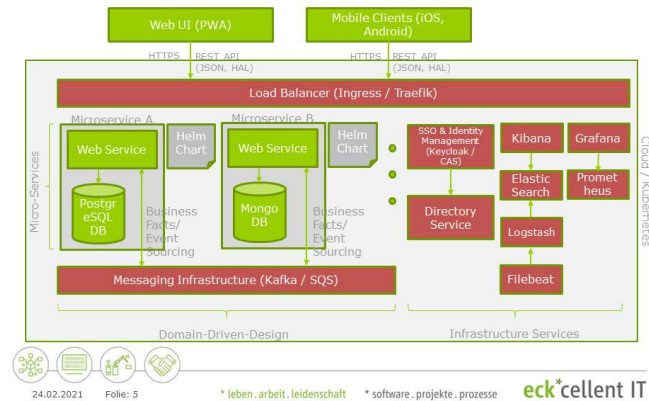 Web UI (PWA)
Mobile Clients (iOS,
Android)
HTTPS
REST API
(JSON, HAL)
HTTPS
REST API
(JSON, HAL)
Load Balancer (Ingress / Traefik)
Microservice A
Web Service
Postgr
eSQL
DB
Helm
Chart
Microservice B
Web Service
Mongo
DB
Helm
Chart
Business
Facts/
Event
Sourcing
Business
Facts/
Event
Sourcing
Micro-Services
SSO & Identity
Management
(Keycloak /
CAS)
Directory
Service
Kibana
Elastic
Search
Logstash
Filebeat
Grafana
Promet
heus
Cloud / Kubernetes
Messaging Infrastructure (Kafka / SQS)
Domain-Driven-Design
Infrastructure Services
24.02.2021
Folie: 5
* leben.arbeit.leidenschaft
* software.projekte.prozesse
eck*cellent IT